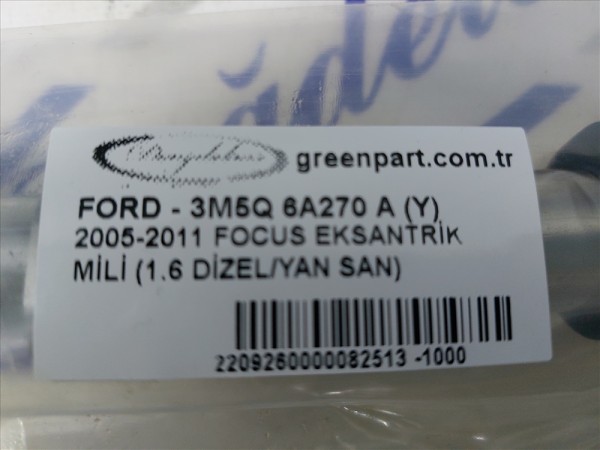 greenpart.com.tr
FORD - 3M5Q 6A270 A (Y)
2005-2011 FOCUS EKSANTRİK
MİLİ (1.6 DİZEL/YAN SAN)
2209260000082513 -1000